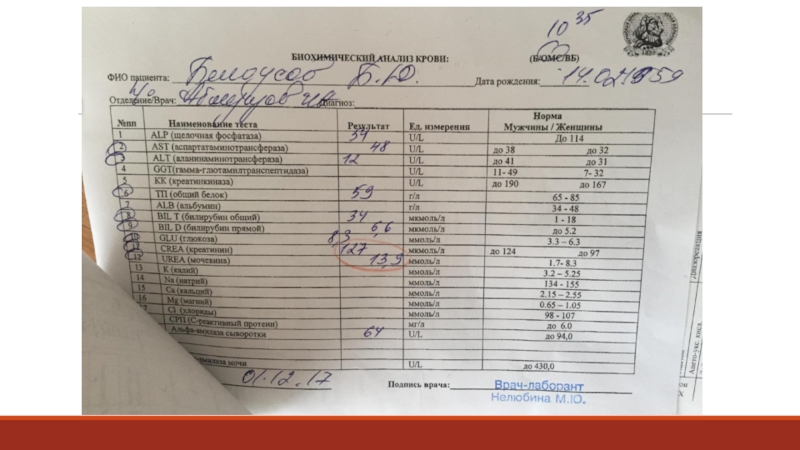 10 35
БИОХИМИЧЕСКИЙ АНАЛИЗ КРОВИ: (Б/ОМС/ВБ)
ФИО пациента: Б.Ю. Дата рождения:
Отделение/Врач: Диагноз:
№пп Наименование теста Результат Ед. измерения Норма
Мужчины / Женщины
1 ALP (щелочная фосфатаза) 54 U/L До 114
2 AST (аспартатаминотрансфераза) 48 U/L до 38 до 32
3 ALT (аланинаминотрансфераза) 12 U/L до 41 до 31
4 GGT(гамма-глютамилтранспептидаза) U/L 11- 49 7- 32
5 КК (креатинкиназа) U/L до 190 до 167
6 ТП (общий белок) 59 г/л 65 - 85
7 ALB (альбумин) г/л 34 - 48
8 BIL T (билирубин общий) 34 мкмоль/л 1 - 18
9 BIL D (билирубин прямой) 6,6 мкмоль/л до 5.2
10 GLU (глюкоза) 8,3 ммоль/л 3.3 – 6.3
11 CREA (креатинин) 127 мкмоль/л до 124 до 97
12 UREA (мочевина) 13,9 ммоль/л 1.7- 8.3
13 K (калий) ммоль/л 3.2 – 5.25
14 Na (натрий) ммоль/л 134 - 155
15 Ca (кальций) ммоль/л 2.15 – 2.55
16 Mg (магний) ммоль/л 0.65 – 1.05
Cl (хлориды) ммоль/л 98 - 107
СРП (С-реактивный протеин) мг/л до 6.0
Альфа-амилаза сыворотки 64 U/L до 94,0
амилаза мочи U/L до 430,0
01.12.17 Подпись врача:
Врач-лаборант
Нелюбина М.Ю.